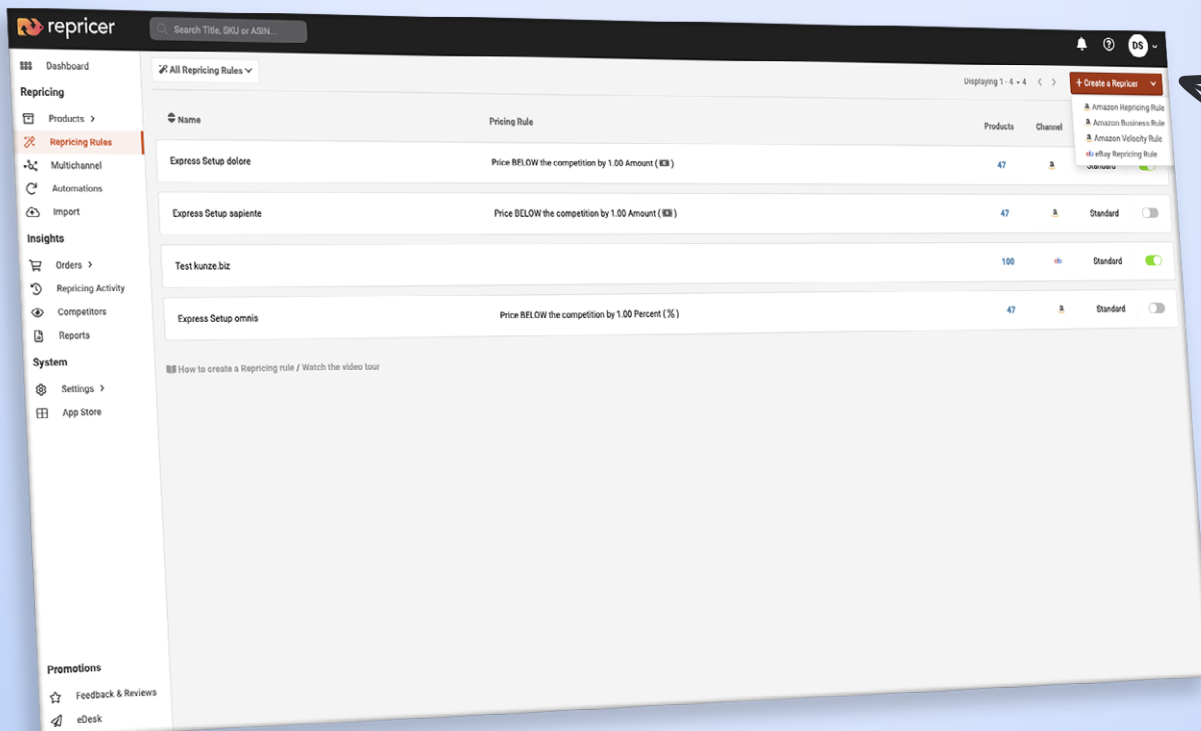 repricer
Search Title, SKU or ASIN...
DS
Dashboard
Repricing
Products
Repricing Rules
Multichannel
Automations
Import
Insights
Orders
Repricing Activity
Competitors
Reports
System
Settings
App Store
Promotions
Feedback & Reviews
eDesk
All Repricing Rules
Displaying 1 - 4 - 4
+ Create a Repricer
Amazon Repricing Rule
Amazon Business Rule
Amazon Velocity Rule
eBay Repricing Rule
Name Pricing Rule Products Channel
Express Setup dolore Price BELOW the competition by 1.00 Amount ( ) 47 Standard
Express Setup sapiente Price BELOW the competition by 1.00 Amount ( ) 47 Standard
Test kunze.biz 100 Standard
Express Setup omnis Price BELOW the competition by 1.00 Percent (%) 47 Standard
How to create a Repricing rule / Watch the video tour